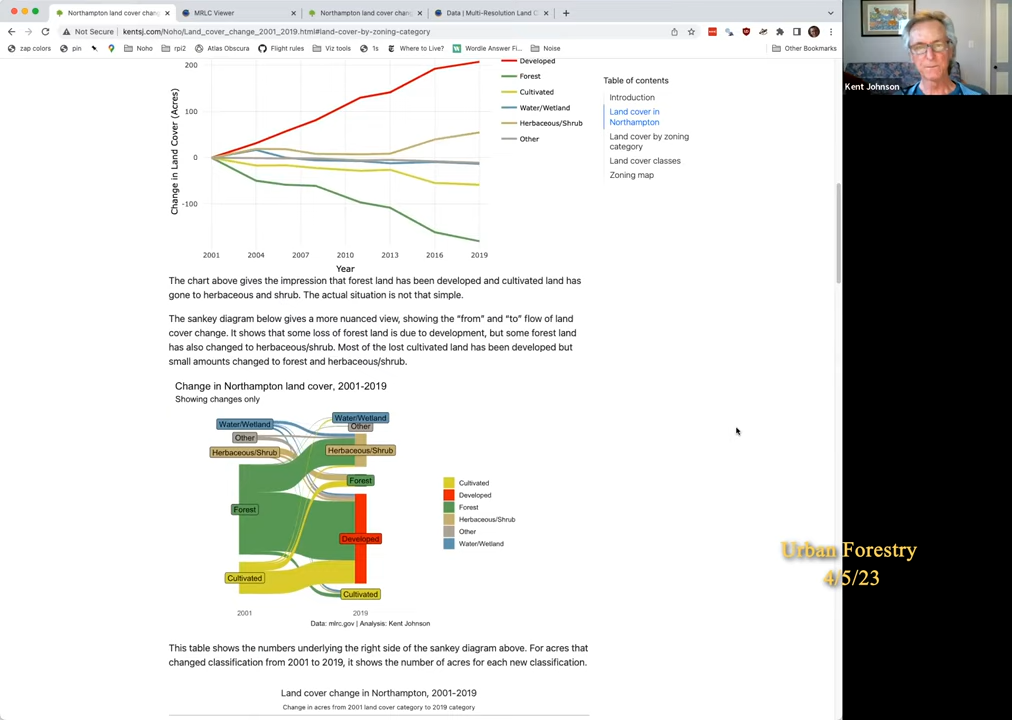 Northampton land cover chan
MRLC Viewer
Northampton land cover chan
Data | Multi-Resolution Land C
Not Secure
kentsj.com/Noho/Land_cover_change_2001_2019.html#land-cover-by-zoning-category
zap colors
pin
Noho
rpi2
Atlas Obscura
Flight rules
Viz tools
1s
Where to Live?
Wordle Answer Fi...
Noise
Other Bookmarks
Kent Johnson
Change in Land Cover (Acres)
200
100
0
-100
2001
2004
2007
2010
2013
2016
2019
Year
Developed
Forest
Cultivated
Water/Wetland
Herbaceous/Shrub
Other
Table of contents
Introduction
Land cover in
Northampton
Land cover by zoning
category
Land cover classes
Zoning map
The chart above gives the impression that forest land has been developed and cultivated land has
gone to herbaceous and shrub. The actual situation is not that simple.
The sankey diagram below gives a more nuanced view, showing the “from” and “to” flow of land
cover change. It shows that some loss of forest land is due to development, but some forest land
has also changed to herbaceous/shrub. Most of the lost cultivated land has been developed but
small amounts changed to forest and herbaceous/shrub.
Change in Northampton land cover, 2001-2019
Showing changes only
Water/Wetland
Other
Herbaceous/Shrub
Forest
Cultivated
Water/Wetland
Other
Herbaceous/Shrub
Forest
Developed
Cultivated
2001
2019
Cultivated
Developed
Forest
Herbaceous/Shrub
Other
Water/Wetland
Data: mlrc.gov | Analysis: Kent Johnson
Urban Forestry
4/5/23
This table shows the numbers underlying the right side of the sankey diagram above. For acres that
changed classification from 2001 to 2019, it shows the number of acres for each new classification.
Land cover change in Northampton, 2001-2019
Change in acres from 2001 land cover category to 2019 category